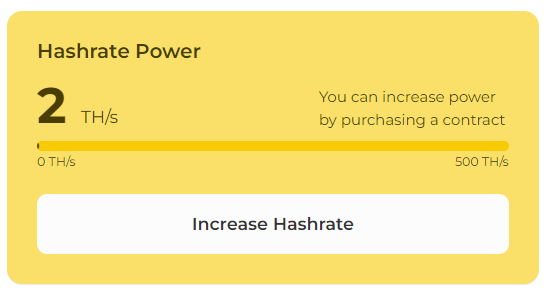 Hashrate Power
2 TH/s
You can increase power
by purchasing a contract
0 TH/s
500 TH/s
Increase Hashrate